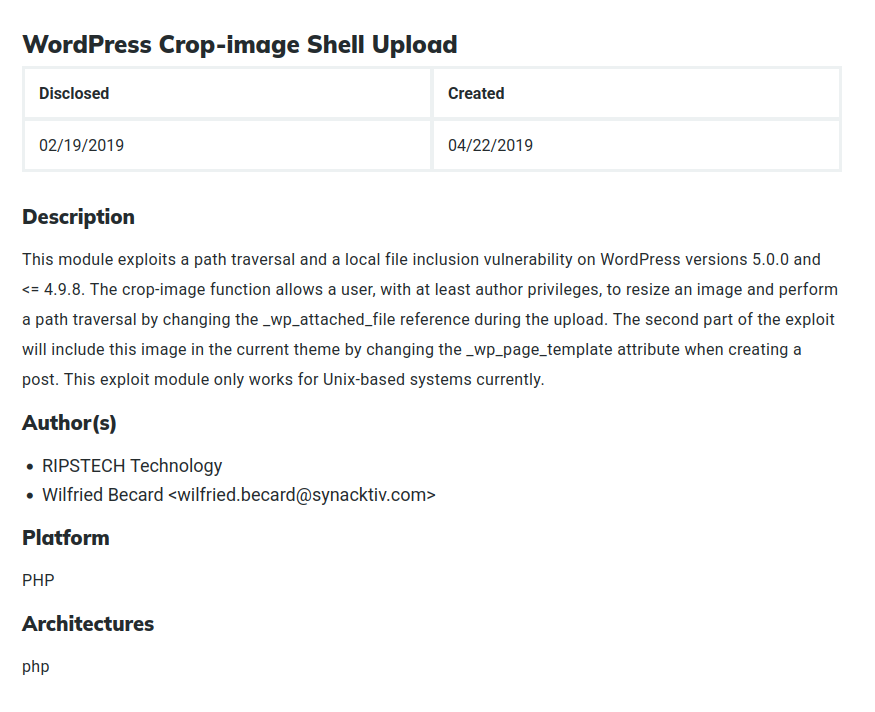 WordPress Crop-image Shell Upload
Disclosed Created
02/19/2019 04/22/2019
Description
This module exploits a path traversal and a local file inclusion vulnerability on WordPress versions 5.0.0 and
<= 4.9.8. The crop-image function allows a user, with at least author privileges, to resize an image and perform
a path traversal by changing the _wp_attached_file reference during the upload. The second part of the exploit
will include this image in the current theme by changing the _wp_page_template attribute when creating a
post. This exploit module only works for Unix-based systems currently.
Author(s)
• RIPSTECH Technology
• Wilfried Becard <wilfried.becard@synacktiv.com>
Platform
PHP
Architectures
php